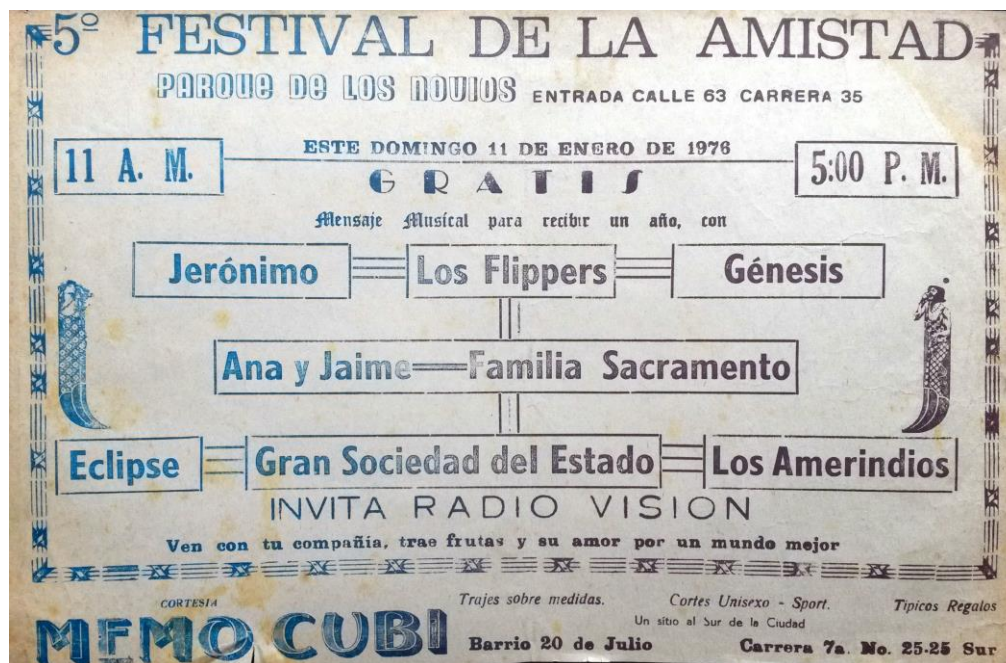 5º FESTIVAL DE LA AMISTAD
PARQUE DE LOS NOVIOS ENTRADA CALLE 63 CARRERA 35
11 A. M. ESTE DOMINGO 11 DE ENERO DE 1976 5:00 P. M.
GRATIS
Mensaje Musical para recibir un año, con
Jerónimo Los Flippers Génesis
Ana y Jaime Familia Sacramento
Eclipse Gran Sociedad del Estado Los Amerindios
INVITA RADIO VISION
Ven con tu compañía, trae frutas y su amor por un mundo mejor
CORTESIA Trajes sobre medidas. Cortes Unisexo - Sport. Tipicos Regalos
Un sitio al Sur de la Ciudad
MEMO CUBI Barrio 20 de Julio Carrera 7a. No. 25-25 Sur